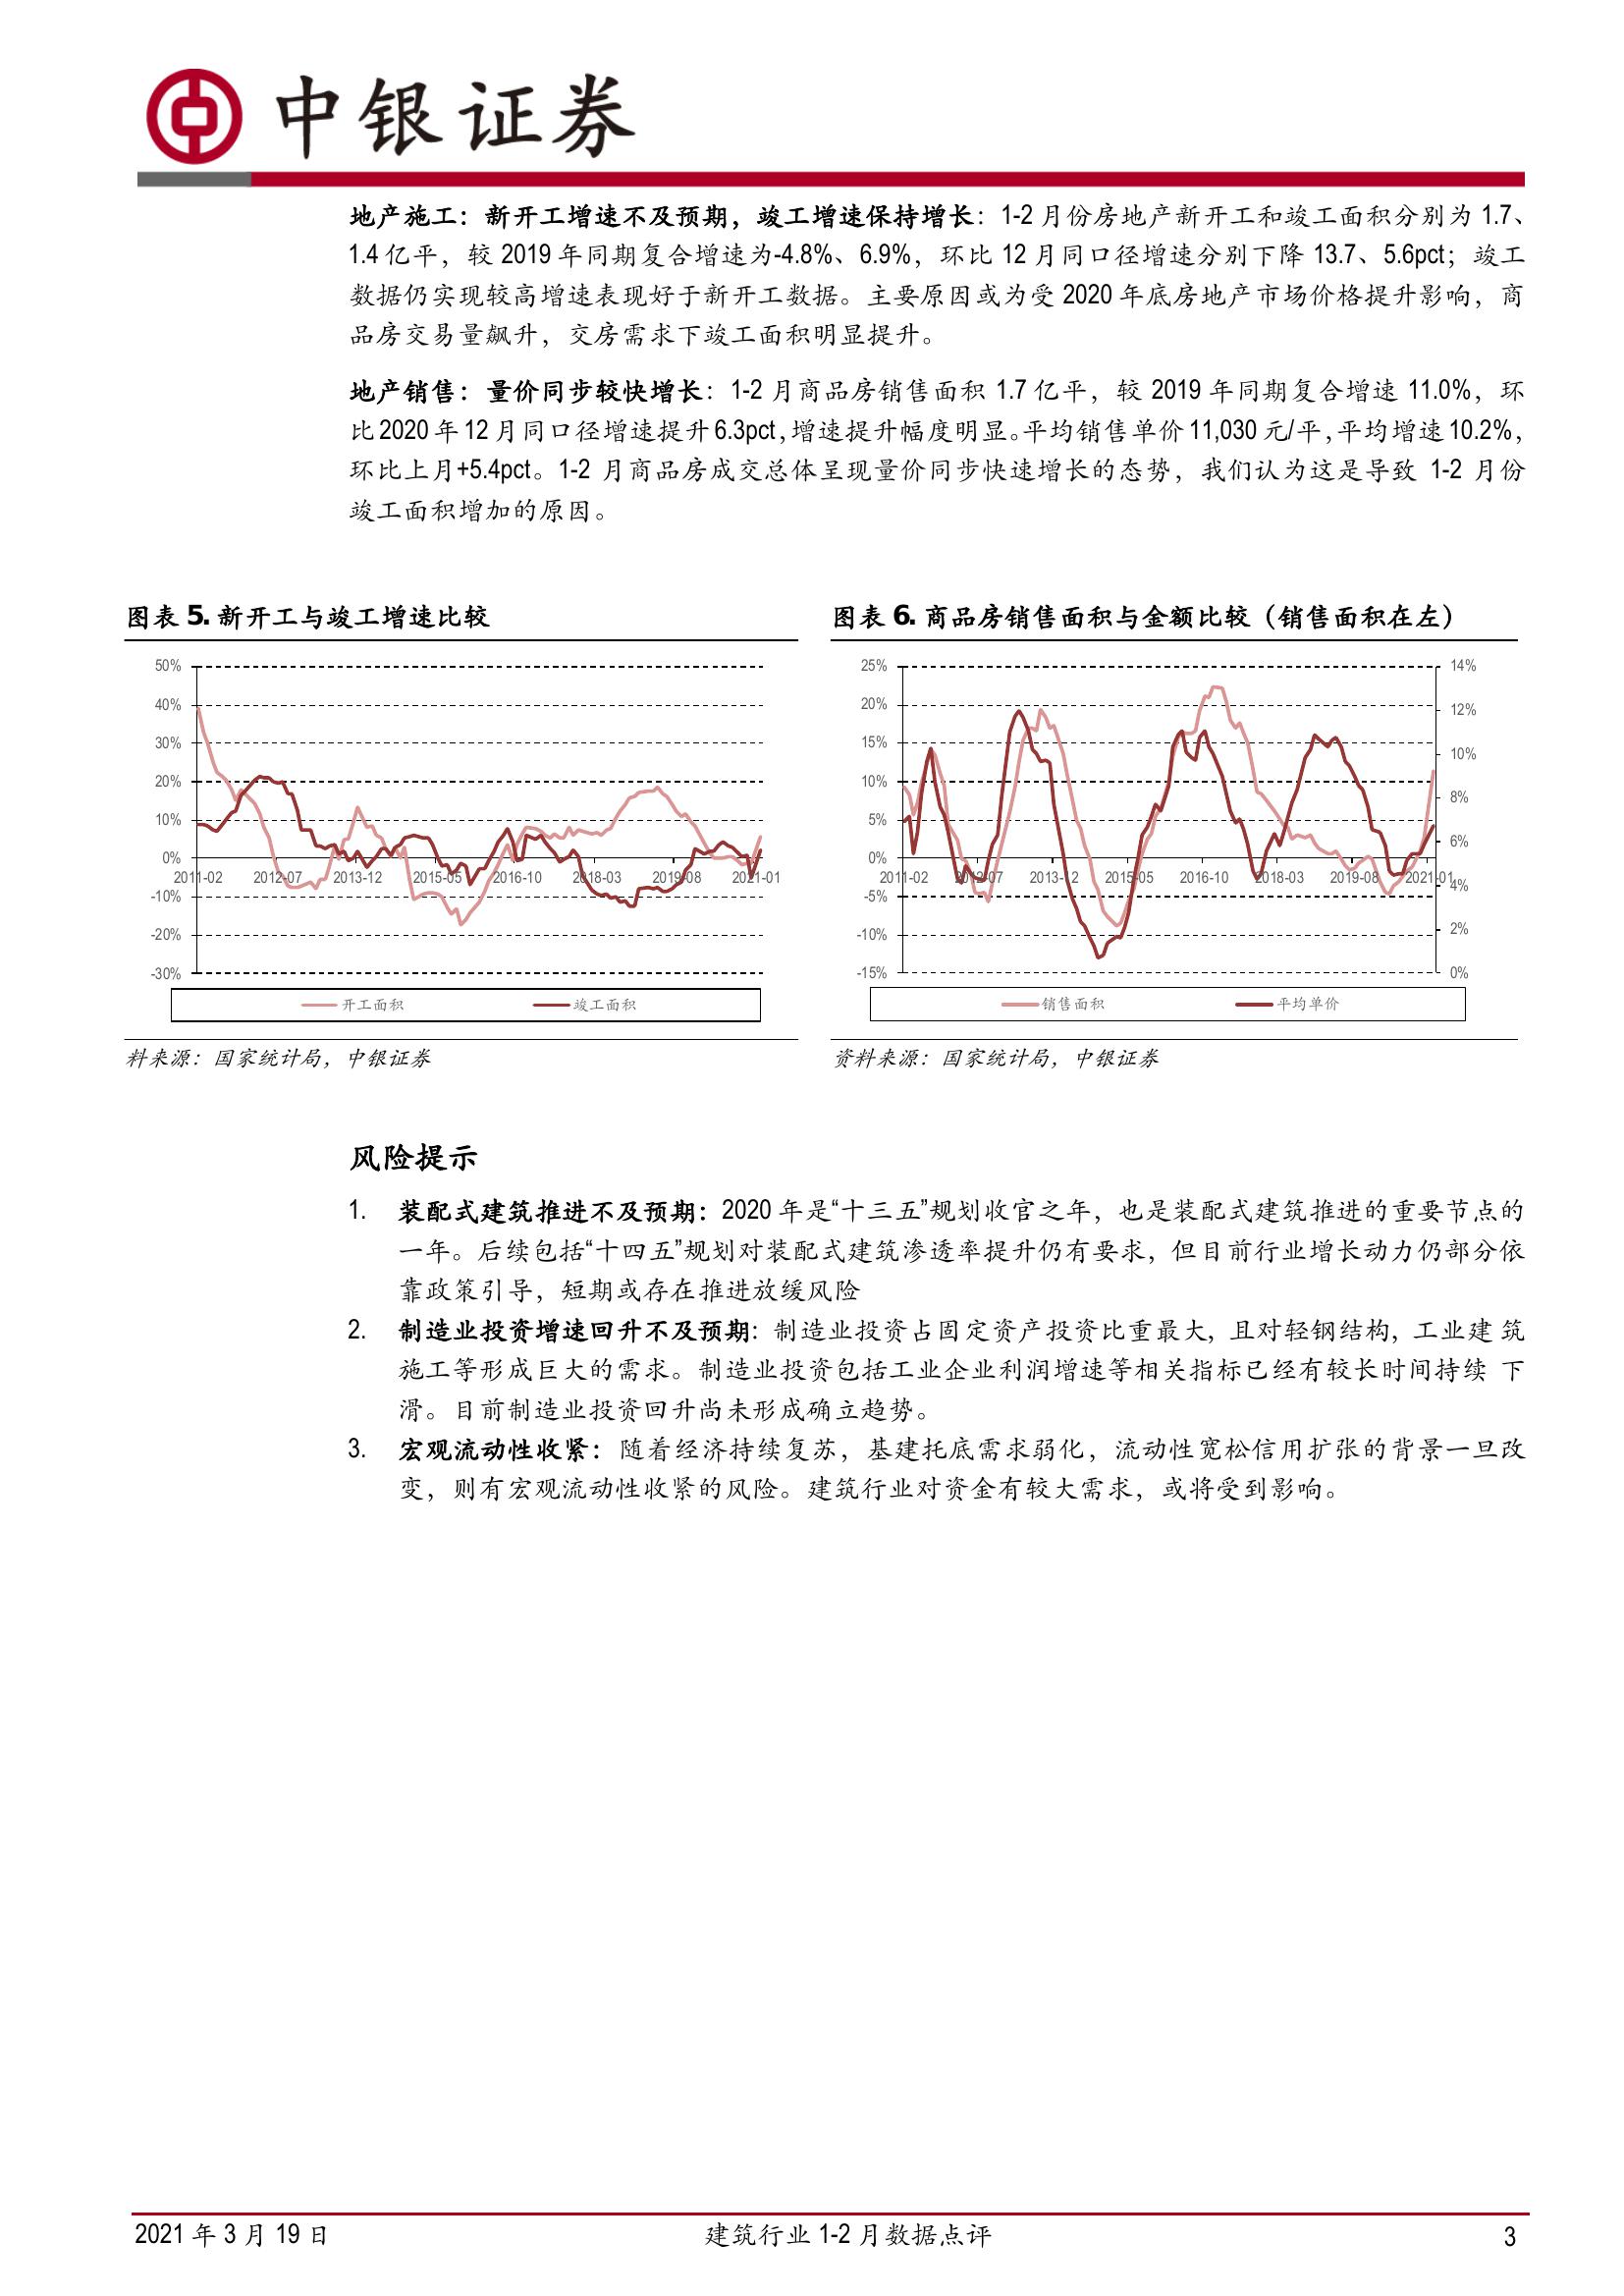 中银证券
地产施工：新开工增速不及预期，竣工增速保持增长：1-2 月份房地产新开工和竣工面积分别为 1.7、
1.4 亿平，较 2019 年同期复合增速为-4.8%、6.9%，环比 12 月同口径增速分别下降 13.7、5.6pct；竣工
数据仍实现较高增速表现好于新开工数据。主要原因或为受 2020 年底房地产市场价格提升影响，商
品房交易量飙升，交房需求下竣工面积明显提升。
地产销售：量价同步较快增长：1-2 月商品房销售面积 1.7 亿平，较 2019 年同期复合增速 11.0%，环
比 2020 年 12 月同口径增速提升 6.3pct，增速提升幅度明显。平均销售单价 11,030 元/平，平均增速 10.2%，
环比上月+5.4pct。1-2 月商品房成交总体呈现量价同步快速增长的态势，我们认为这是导致 1-2 月份
竣工面积增加的原因。
图表 5. 新开工与竣工增速比较
50%
40%
30%
20%
10%
0%
-10%
-20%
-30%
2011-02 2012-07 2013-12 2015-05 2016-10 2018-03 2019-08 2021-01
开工面积 竣工面积
料来源：国家统计局，中银证券
图表 6. 商品房销售面积与金额比较（销售面积在左）
25%
20%
15%
10%
5%
0%
-5%
-10%
-15%
14%
12%
10%
8%
6%
4%
2%
0%
2011-02 2012-07 2013-12 2015-05 2016-10 2018-03 2019-08 2021-01
销售面积 平均单价
资料来源：国家统计局，中银证券
风险提示
1. 装配式建筑推进不及预期：2020 年是“十三五”规划收官之年，也是装配式建筑推进的重要节点的
一年。后续包括“十四五”规划对装配式建筑渗透率提升仍有要求，但目前行业增长动力仍部分依
靠政策引导，短期或存在推进放缓风险
2. 制造业投资增速回升不及预期：制造业投资占固定资产投资比重最大，且对轻钢结构，工业建 筑
施工等形成巨大的需求。制造业投资包括工业企业利润增速等相关指标已经有较长时间持续 下
滑。目前制造业投资回升尚未形成确立趋势。
3. 宏观流动性收紧：随着经济持续复苏，基建托底需求弱化，流动性宽松信用扩张的背景一旦改
变，则有宏观流动性收紧的风险。建筑行业对资金有较大需求，或将受到影响。
2021 年 3 月 19 日 建筑行业 1-2 月数据点评 3